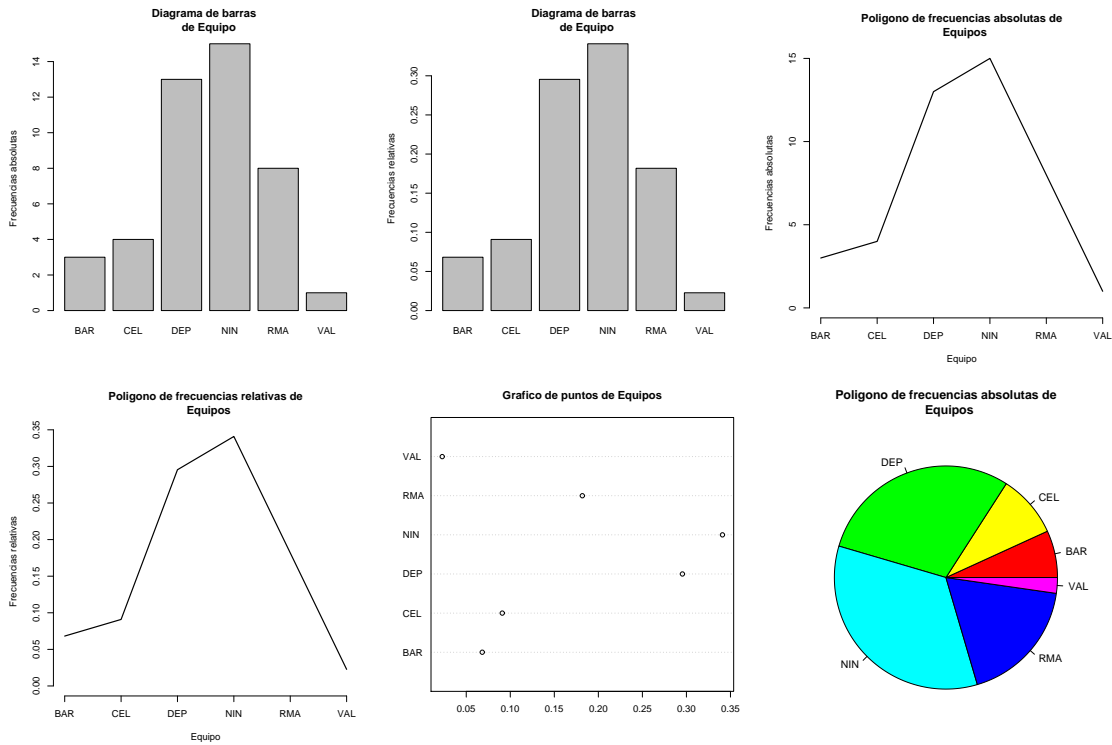 Diagrama de barras
de Equipo
Frecuencias absolutas
14
12
10
8
6
4
2
0
BAR CEL DEP NIN RMA VAL
Diagrama de barras
de Equipo
Frecuencias relativas
0.30
0.25
0.20
0.15
0.10
0.05
0.00
BAR CEL DEP NIN RMA VAL
Poligono de frecuencias absolutas de
Equipos
Frecuencias absolutas
15
10
5
0
BAR CEL DEP NIN RMA VAL
Equipo
Poligono de frecuencias relativas de
Equipos
Frecuencias relativas
0.35
0.30
0.25
0.20
0.15
0.10
0.05
0.00
BAR CEL DEP NIN RMA VAL
Equipo
Grafico de puntos de Equipos
VAL
RMA
NIN
DEP
CEL
BAR
0.05 0.10 0.15 0.20 0.25 0.30 0.35
Poligono de frecuencias absolutas de
Equipos
DEP
CEL
BAR
VAL
RMA
NIN